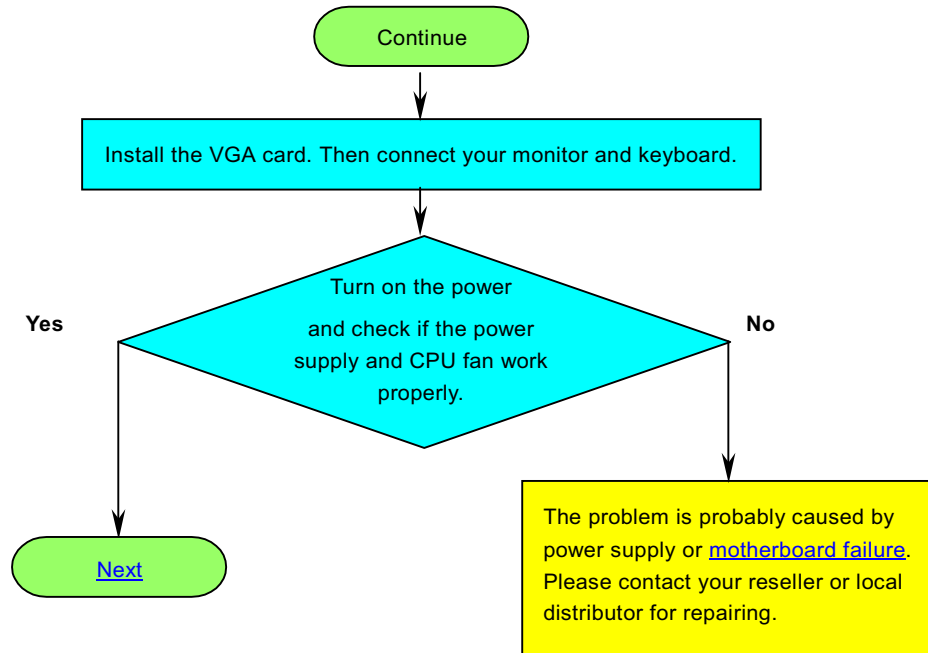 Continue
Install the VGA card. Then connect your monitor and keyboard.
Turn on the power
and check if the power
supply and CPU fan work
properly.
Yes
No
Next
The problem is probably caused by
power supply or motherboard failure.
Please contact your reseller or local
distributor for repairing.